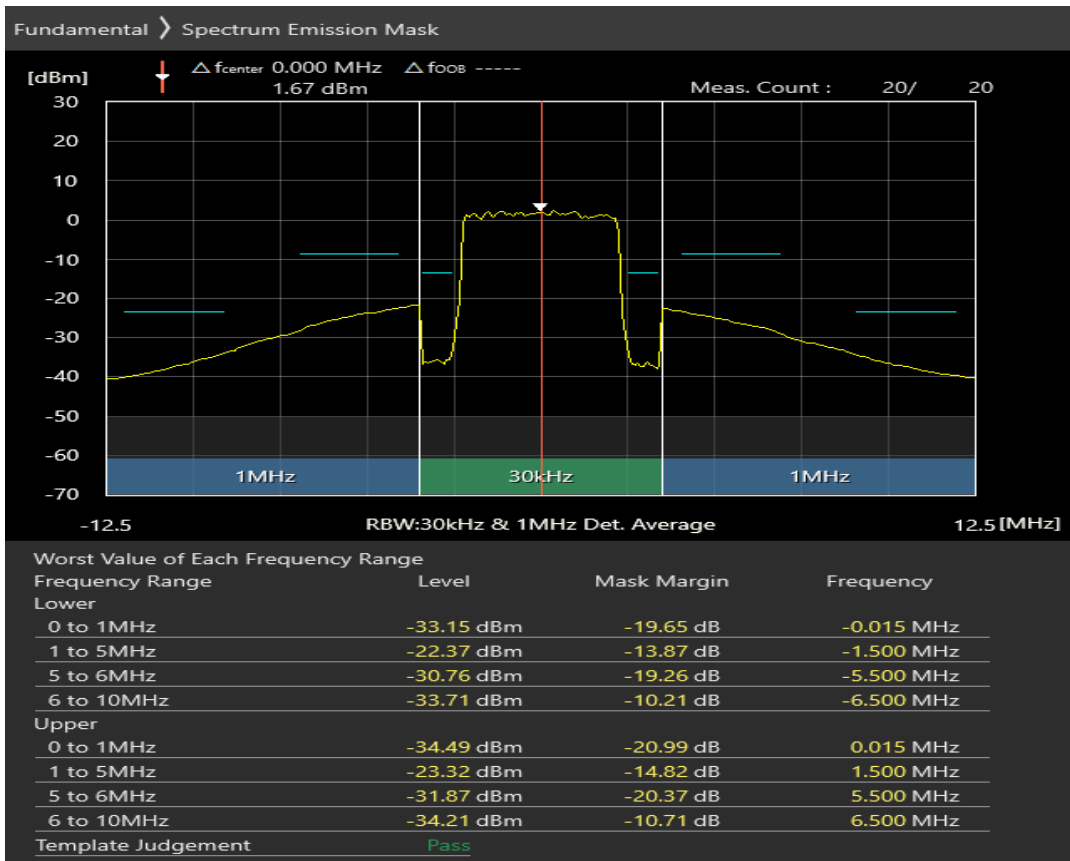 Fundamental ❭ Spectrum Emission Mask
[dBm] △ fcenter 0.000 MHz △ fOOB -----
1.67 dBm Meas. Count : 20/ 20
30
20
10
0
-10
-20
-30
-40
-50
-60
1MHz 30kHz 1MHz
-70
-12.5 RBW:30kHz & 1MHz Det. Average 12.5 [MHz]
Worst Value of Each Frequency Range
Frequency Range Level Mask Margin Frequency
Lower
0 to 1MHz -33.15 dBm -19.65 dB -0.015 MHz
1 to 5MHz -22.37 dBm -13.87 dB -1.500 MHz
5 to 6MHz -30.76 dBm -19.26 dB -5.500 MHz
6 to 10MHz -33.71 dBm -10.21 dB -6.500 MHz
Upper
0 to 1MHz -34.49 dBm -20.99 dB 0.015 MHz
1 to 5MHz -23.32 dBm -14.82 dB 1.500 MHz
5 to 6MHz -31.87 dBm -20.37 dB 5.500 MHz
6 to 10MHz -34.21 dBm -10.71 dB 6.500 MHz
Template Judgement Pass